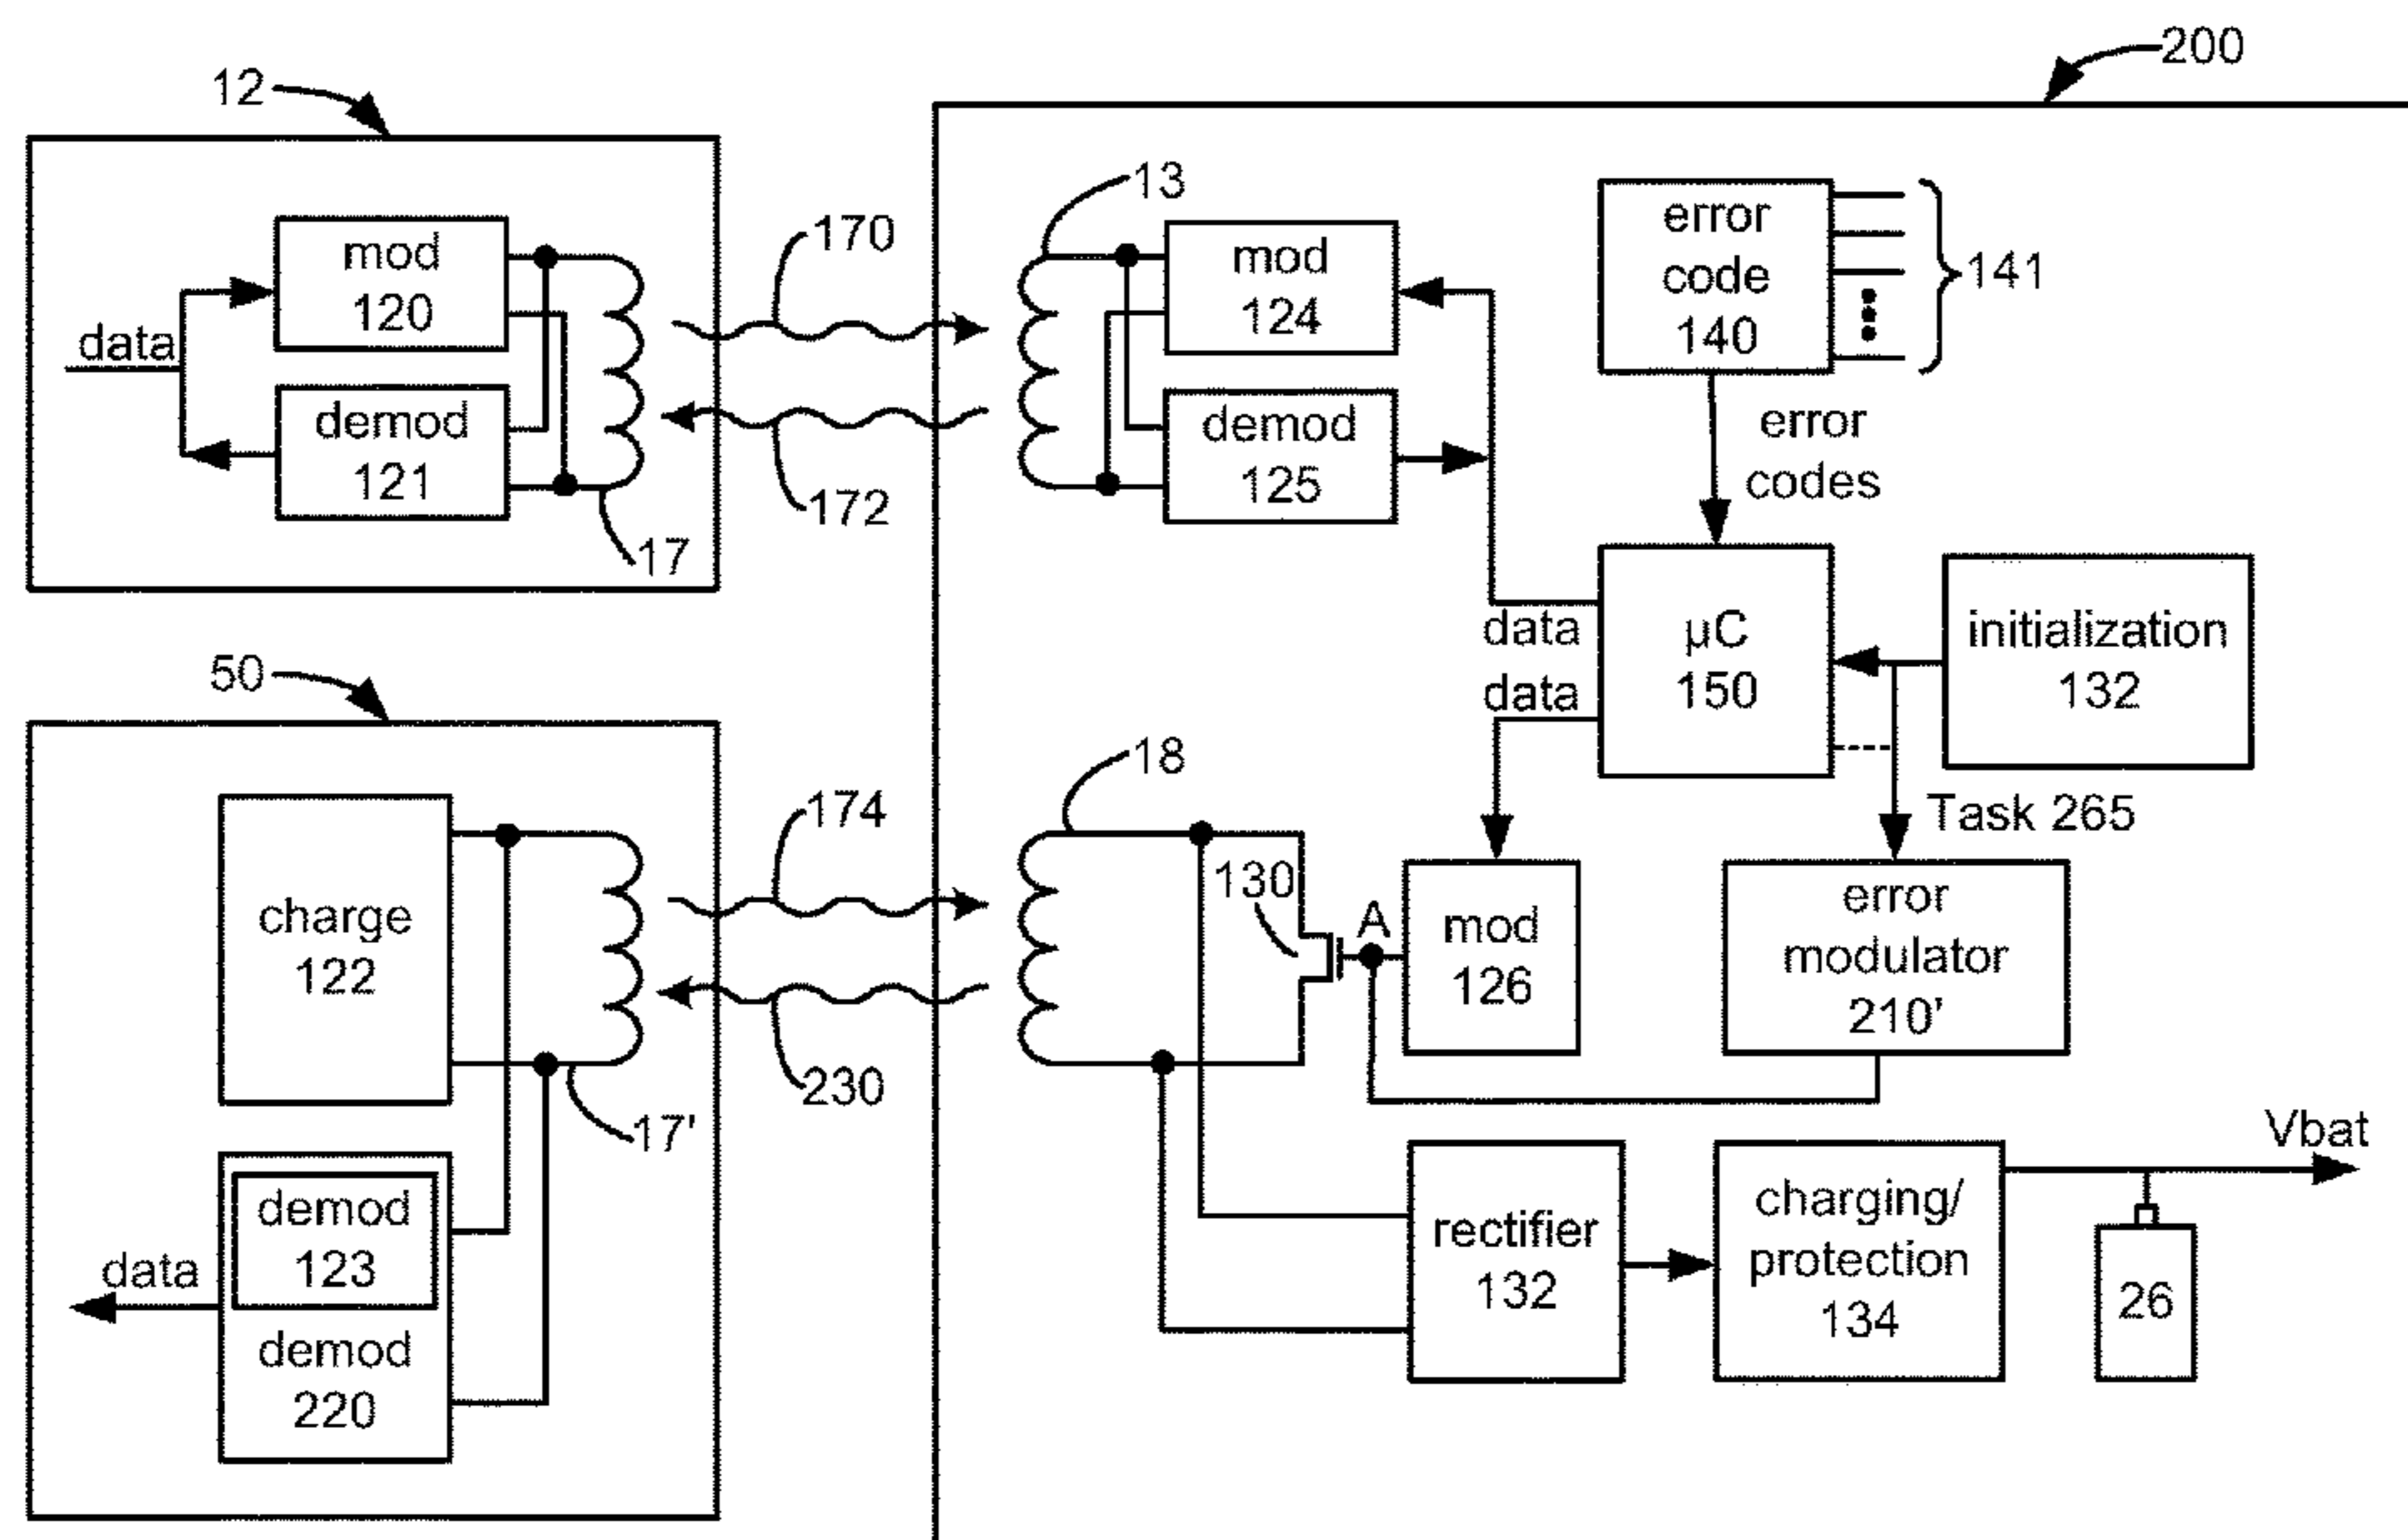 200
12
mod
120
data
demod
121
17
170
172
13
mod
124
demod
125
error
code
140
141
error
codes
data
data
µC
150
initialization
132
Task 265
50
charge
122
17'
demod
123
data
demod
220
174
230
18
130
A
mod
126
error
modulator
210'
rectifier
132
charging/
protection
134
Vbat
26